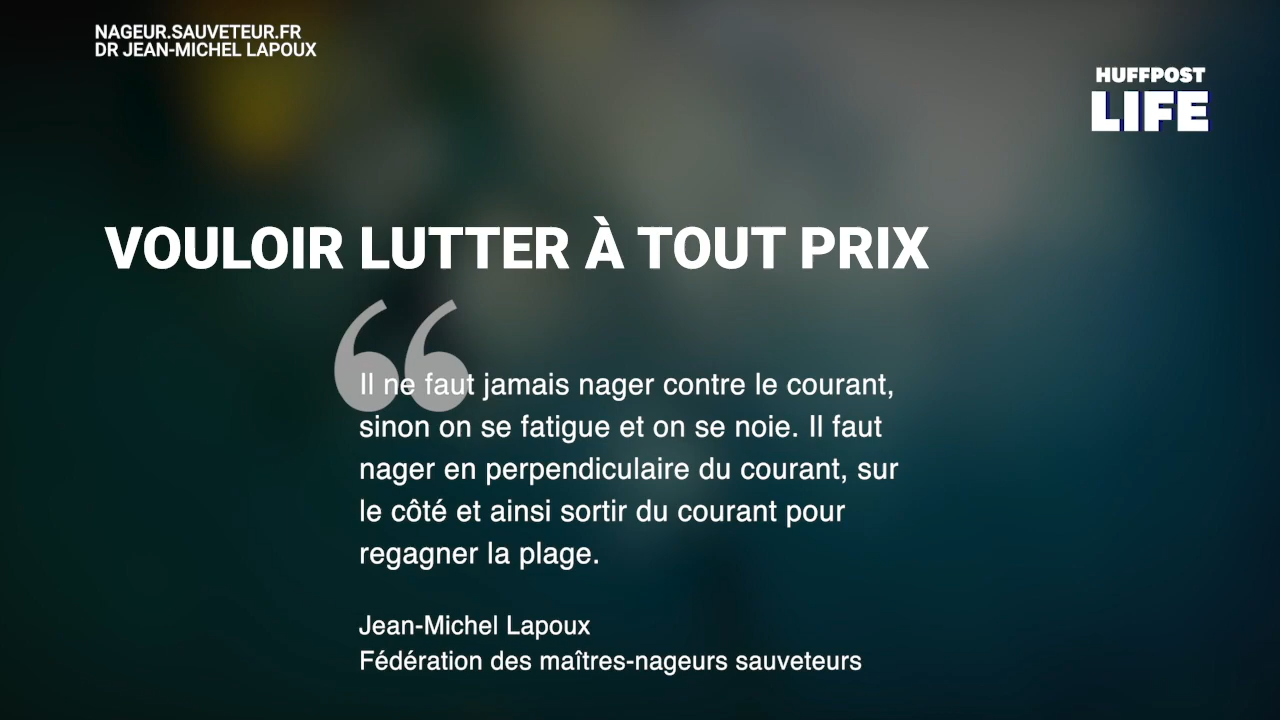 NAGEUR.SAUVETEUR.FR
DR JEAN-MICHEL LAPOUX
HUFFPOST
LIFE
VOULOIR LUTTER À TOUT PRIX
“
Il ne faut jamais nager contre le courant,
sinon on se fatigue et on se noie. Il faut
nager en perpendiculaire du courant, sur
le côté et ainsi sortir du courant pour
regagner la plage.
Jean-Michel Lapoux
Fédération des maîtres-nageurs sauveteurs